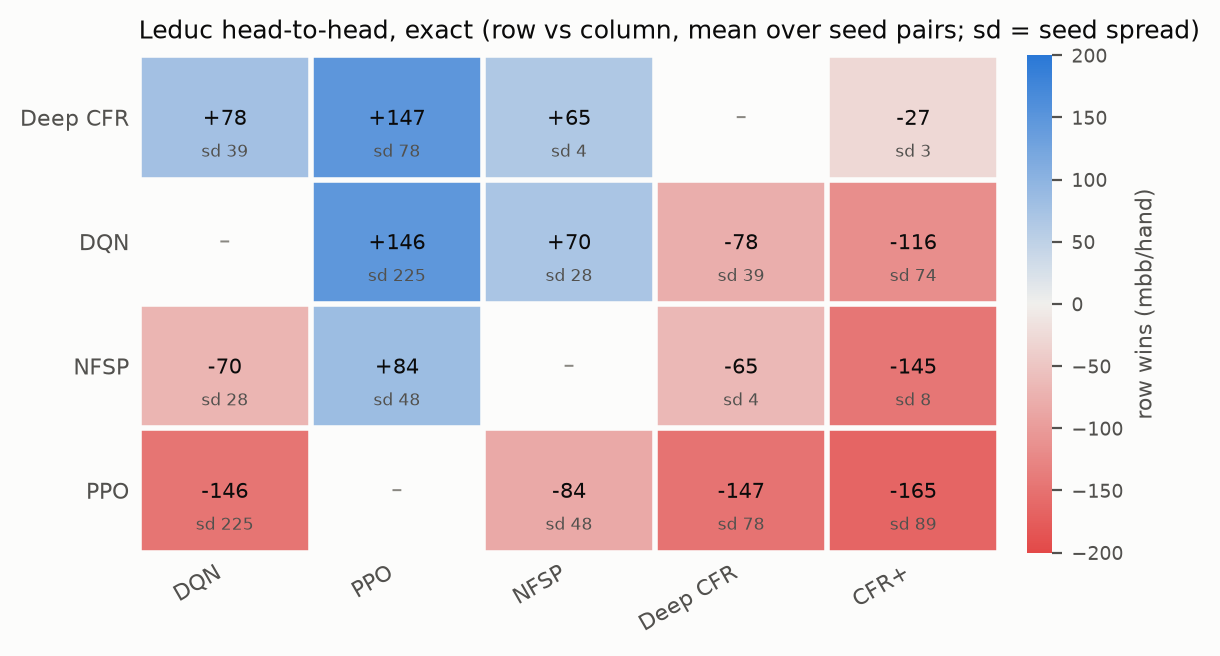 Leduc head-to-head, exact (row vs column, mean over seed pairs; sd = seed spread)
Deep CFR
+78
sd 39
+147
sd 78
+65
sd 4
–
-27
sd 3
DQN
–
+146
sd 225
+70
sd 28
-78
sd 39
-116
sd 74
NFSP
-70
sd 28
+84
sd 48
–
-65
sd 4
-145
sd 8
PPO
-146
sd 225
–
-84
sd 48
-147
sd 78
-165
sd 89
DQN
PPO
NFSP
Deep CFR
CFR+
200
150
100
50
0
−50
−100
−150
−200
row wins (mbb/hand)